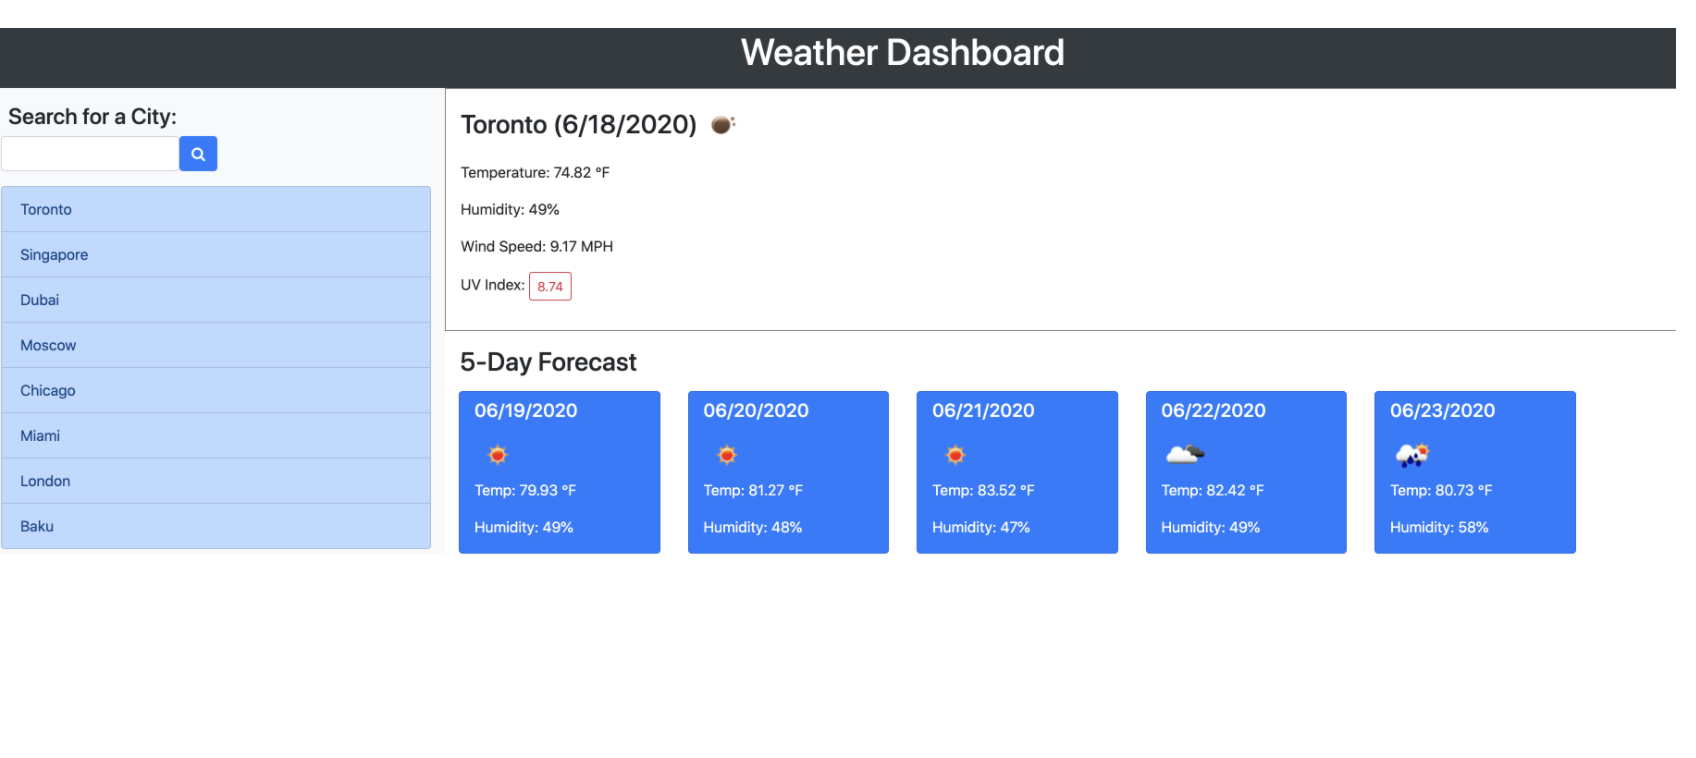 Weather Dashboard
Search for a City:
Toronto
Singapore
Dubai
Moscow
Chicago
Miami
London
Baku
Toronto (6/18/2020)
Temperature: 74.82 °F
Humidity: 49%
Wind Speed: 9.17 MPH
UV Index: 8.74
5-Day Forecast
06/19/2020
Temp: 79.93 °F
Humidity: 49%
06/20/2020
Temp: 81.27 °F
Humidity: 48%
06/21/2020
Temp: 83.52 °F
Humidity: 47%
06/22/2020
Temp: 82.42 °F
Humidity: 49%
06/23/2020
Temp: 80.73 °F
Humidity: 58%